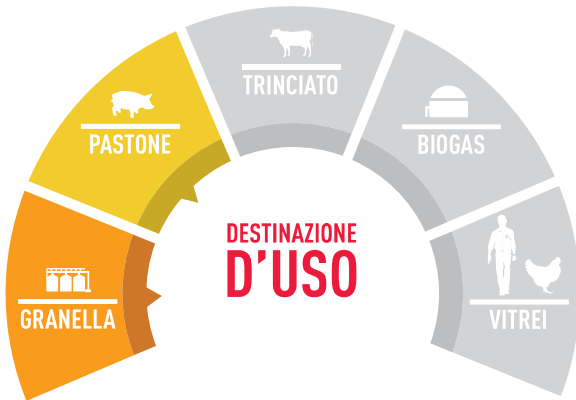 TRINCIATO
PASTONE
BIOGAS
DESTINAZIONE
D'USO
GRANELLA
VITREI